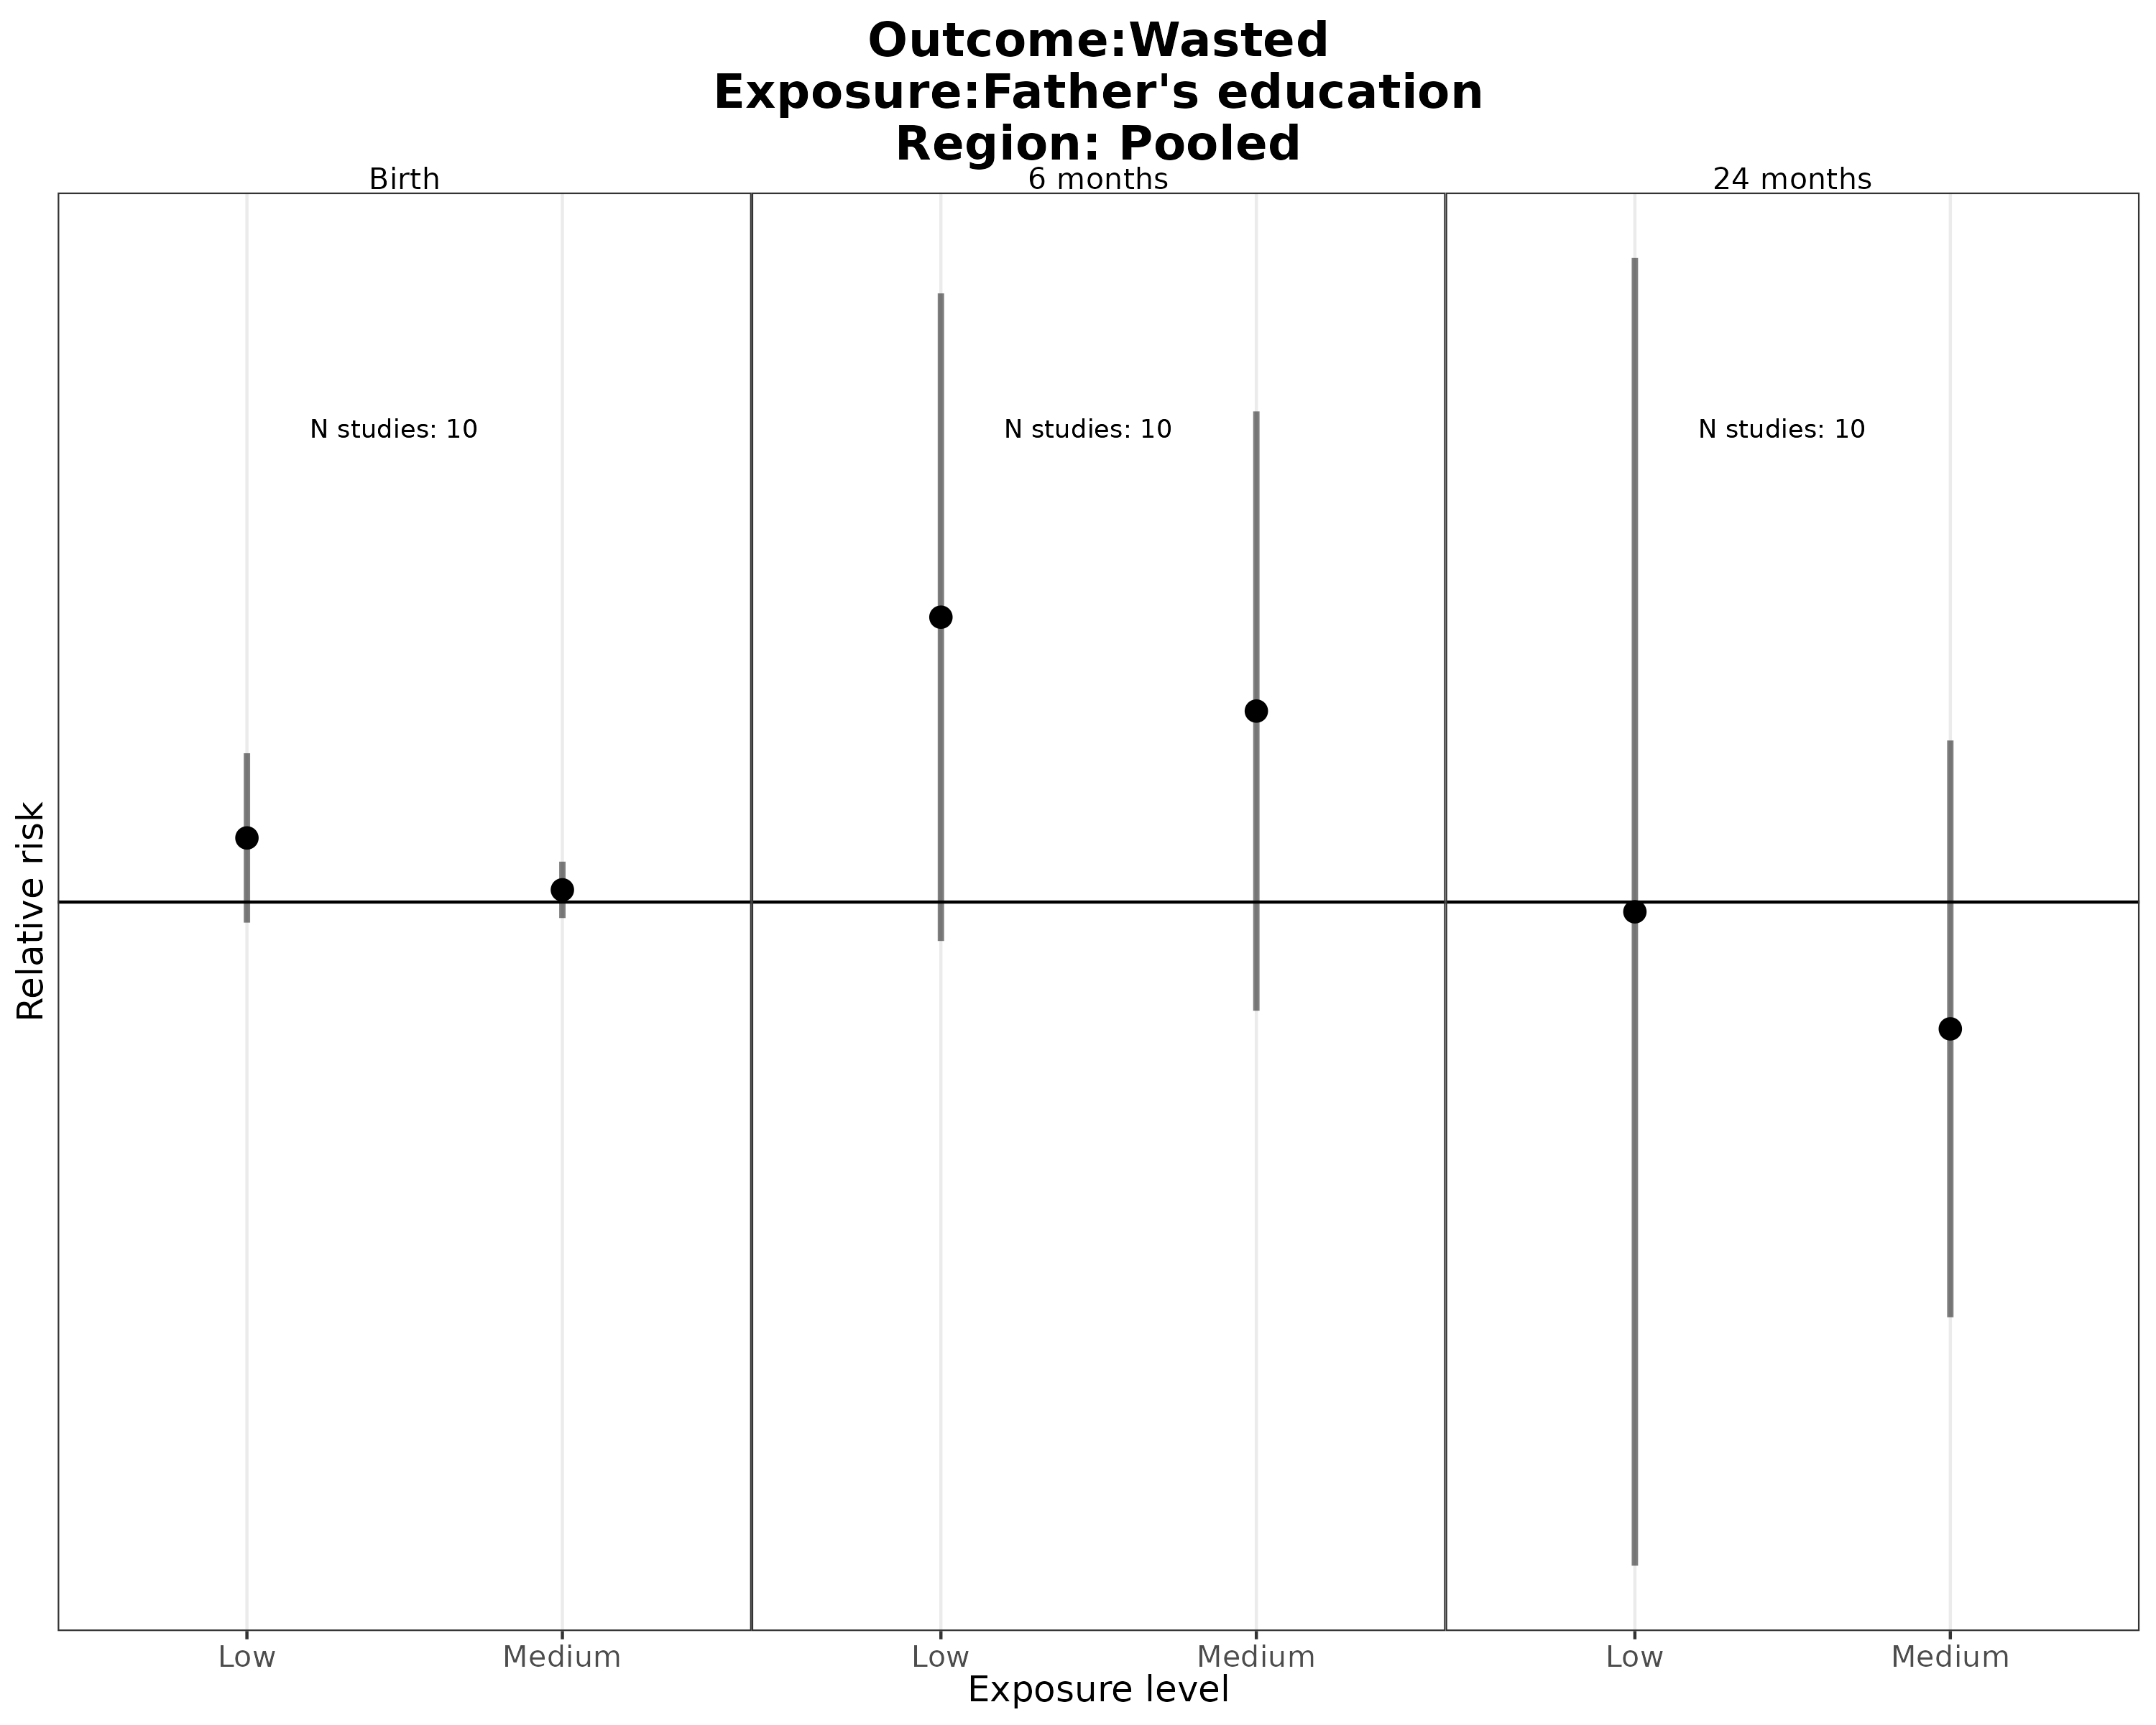 Outcome:Wasted
Exposure:Father's education
Region: Pooled
Birth
6 months
24 months
N studies: 10
N studies: 10
N studies: 10
Relative risk
Low
Medium
Low
Medium
Low
Medium
Exposure level